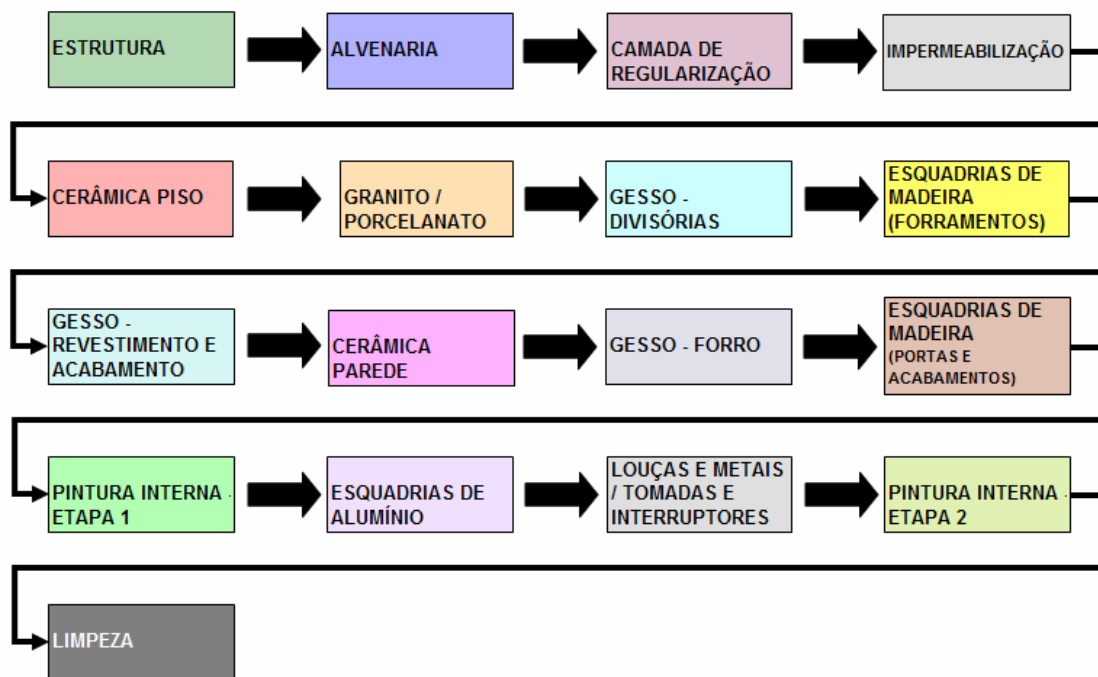 ESTRUTURA
ALVENARIA
CAMADA DE
REGULARIZAÇÃO
IMPERMEABILIZAÇÃO
CERÂMICA PISO
GRANITO /
PORCELANATO
GESSO -
DIVISÓRIAS
ESQUADRIAS DE
MADEIRA
(FORRAMENTOS)
GESSO -
REVESTIMENTO E
ACABAMENTO
CERÂMICA
PAREDE
GESSO - FORRO
ESQUADRIAS DE
MADEIRA
(PORTAS E
ACABAMENTOS)
PINTURA INTERNA -
ETAPA 1
ESQUADRIAS DE
ALUMÍNIO
LOUÇAS E METAIS
/ TOMADAS E
INTERRUPTORES
PINTURA INTERNA -
ETAPA 2
LIMPEZA